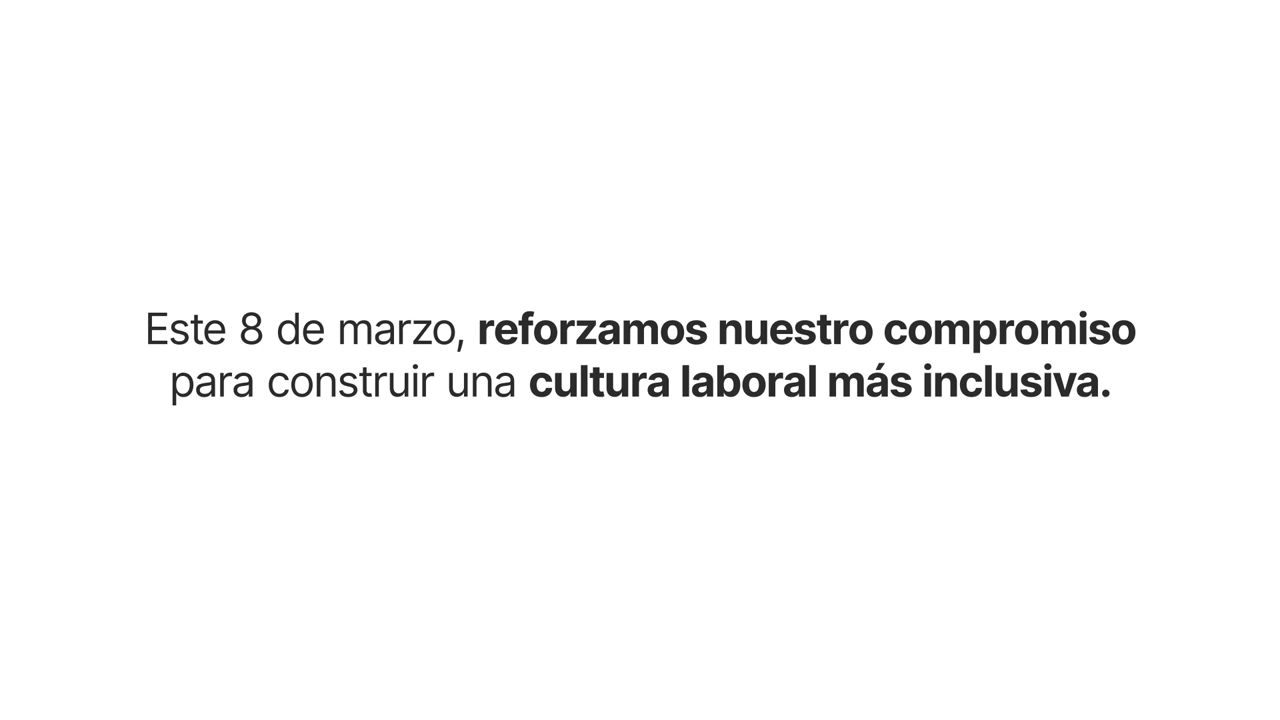 Este 8 de marzo, reforzamos nuestro compromiso
para construir una cultura laboral más inclusiva.